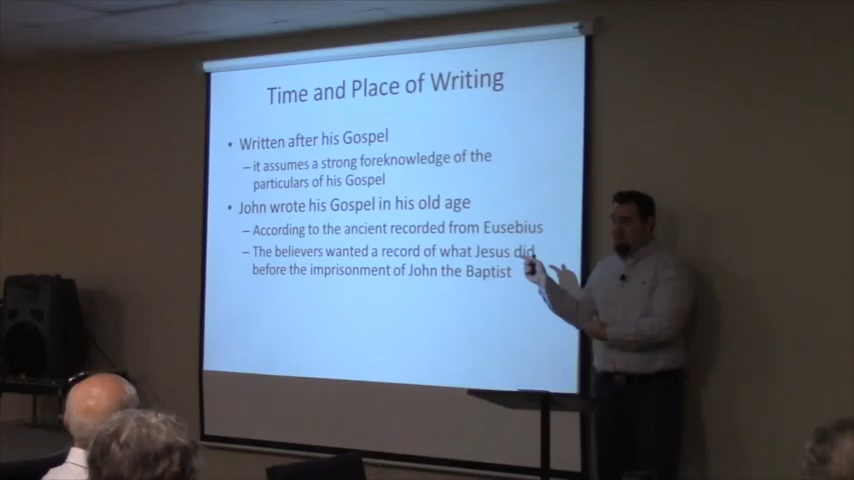 Time and Place of Writing
• Written after his Gospel
– it assumes a strong foreknowledge of the
particulars of his Gospel
• John wrote his Gospel in his old age
– According to the ancient recorded from Eusebius
– The believers wanted a record of what Jesus did
before the imprisonment of John the Baptist